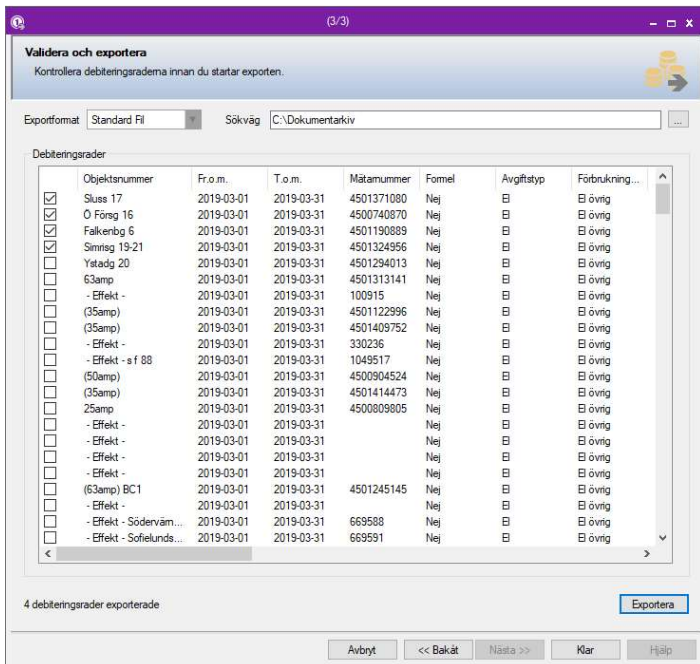 (3/3)
Validera och exportera
Kontrollera debiteringsraderna innan du startar exporten.
Exportformat Standard Fil Sökväg C:\Dokumentarkiv ...
Debiteringsrader
Objektsnummer Fr.o.m. T.o.m. Mätarnummer Formel Avgiftstyp Förbrukning...
Sluss 17 2019-03-01 2019-03-31 4501371080 Nej El El övrig
Ö Försg 16 2019-03-01 2019-03-31 4500740870 Nej El El övrig
Falkenbg 6 2019-03-01 2019-03-31 4501190889 Nej El El övrig
Simrisg 19-21 2019-03-01 2019-03-31 4501324956 Nej El El övrig
Ystadg 20 2019-03-01 2019-03-31 4501294013 Nej El El övrig
63amp 2019-03-01 2019-03-31 4501313141 Nej El El övrig
- Effekt - 2019-03-01 2019-03-31 100915 Nej El El övrig
(35amp) 2019-03-01 2019-03-31 4501122996 Nej El El övrig
(35amp) 2019-03-01 2019-03-31 4501409752 Nej El El övrig
- Effekt - 2019-03-01 2019-03-31 330236 Nej El El övrig
- Effekt - s f 88 2019-03-01 2019-03-31 1049517 Nej El El övrig
(50amp) 2019-03-01 2019-03-31 4500904524 Nej El El övrig
(35amp) 2019-03-01 2019-03-31 4501414473 Nej El El övrig
25amp 2019-03-01 2019-03-31 4500809805 Nej El El övrig
- Effekt - 2019-03-01 2019-03-31 Nej El El övrig
- Effekt - 2019-03-01 2019-03-31 Nej El El övrig
- Effekt - 2019-03-01 2019-03-31 Nej El El övrig
- Effekt - 2019-03-01 2019-03-31 Nej El El övrig
(63amp) BC1 2019-03-01 2019-03-31 4501245145 Nej El El övrig
- Effekt - 2019-03-01 2019-03-31 Nej El El övrig
- Effekt - Södervärn... 2019-03-01 2019-03-31 669588 Nej El El övrig
- Effekt - Sofielunds... 2019-03-01 2019-03-31 669591 Nej El El övrig
4 debiteringsrader exporterade Exportera
Avbryt << Bakåt Nästa >> Klar Hjälp